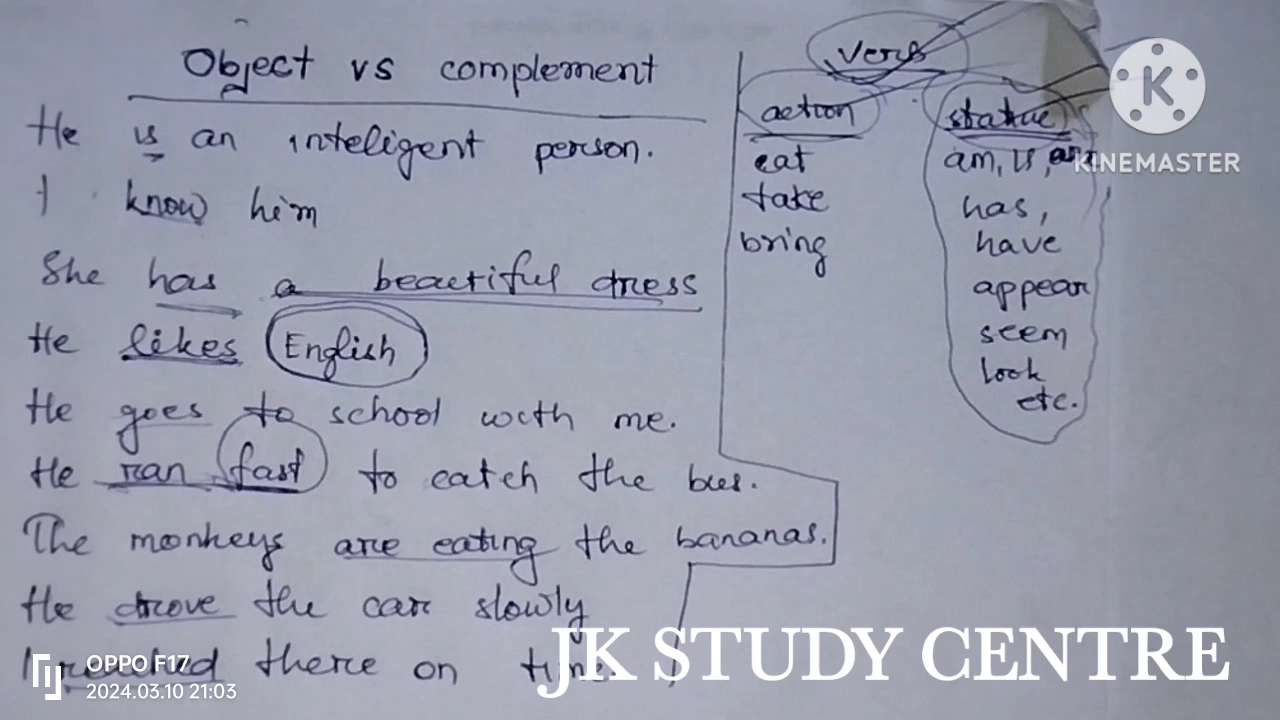 Object vs complement
He is an inteligent person.
I know him
She has a beautiful dress
He likes English
He goes to school with me.
He ran fast to catch the bus.
The monkeys are eating the bananas.
He drove the car slowly
I reached there on time.
verb
action
eat
take
bring
statue
am, is, are
has,
have
appear
seem
look
etc.
KINEMASTER
OPPO F17
2024.03.10 21:03
JK STUDY CENTRE